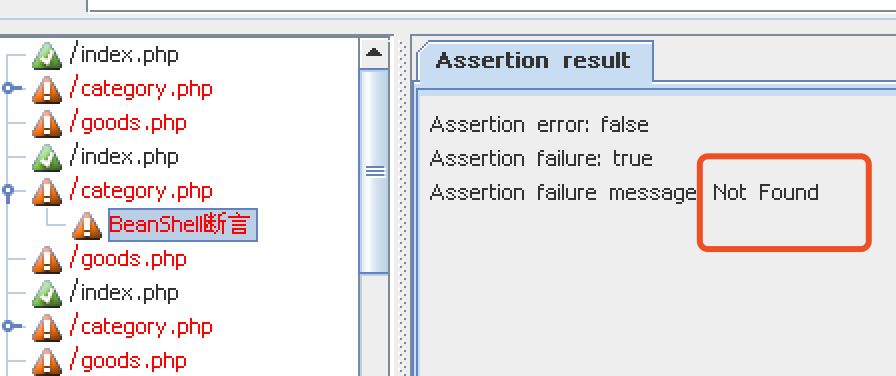 /index.php
/category.php
/goods.php
/index.php
/category.php
BeanShell断言
/goods.php
/index.php
/category.php
/goods.php
Assertion result
Assertion error: false
Assertion failure: true
Assertion failure message Not Found